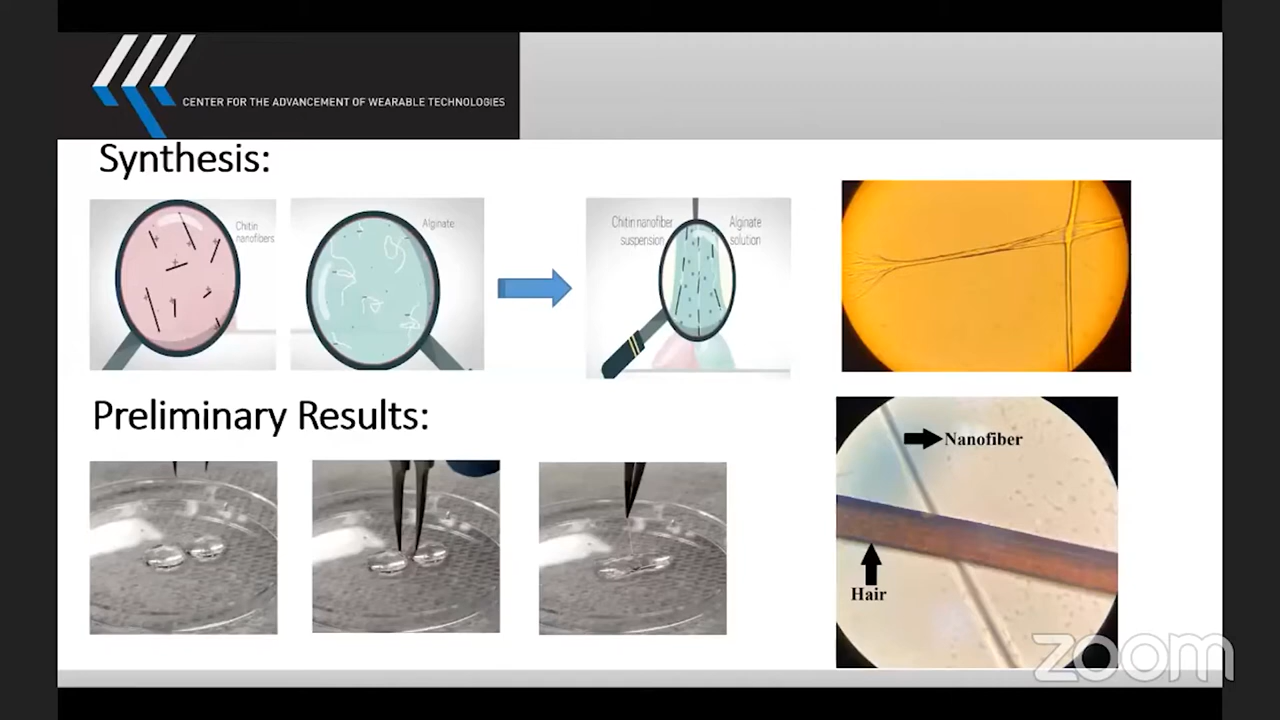 CENTER FOR THE ADVANCEMENT OF WEARABLE TECHNOLOGIES
Synthesis:
Chitin
nanofibers
Alginate
Chitin nanofiber
suspension
Alginate
solution
Preliminary Results:
Nanofiber
Hair
zoom